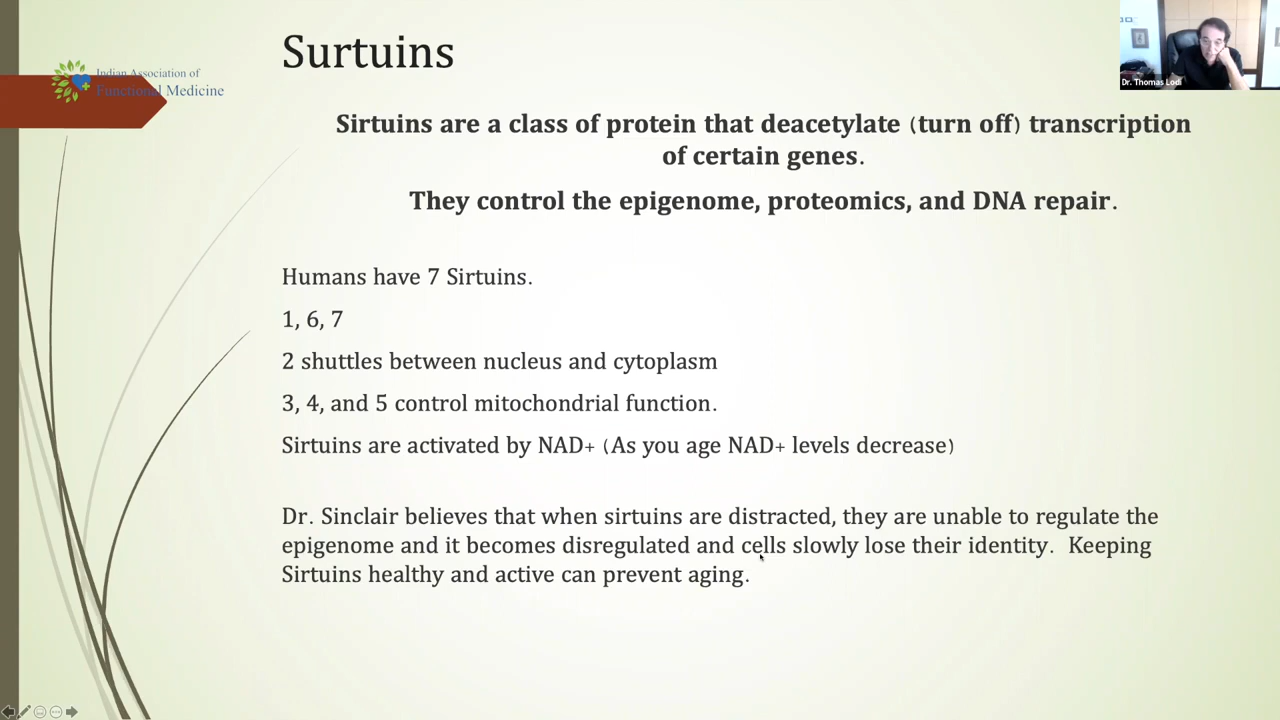 Surtuins
Indian Association of
Functional Medicine
Dr. Thomas Lodi
Sirtuins are a class of protein that deacetylate (turn off) transcription
of certain genes.
They control the epigenome, proteomics, and DNA repair.
Humans have 7 Sirtuins.
1, 6, 7
2 shuttles between nucleus and cytoplasm
3, 4, and 5 control mitochondrial function.
Sirtuins are activated by NAD+ (As you age NAD+ levels decrease)
Dr. Sinclair believes that when sirtuins are distracted, they are unable to regulate the
epigenome and it becomes disregulated and cells slowly lose their identity. Keeping
Sirtuins healthy and active can prevent aging.